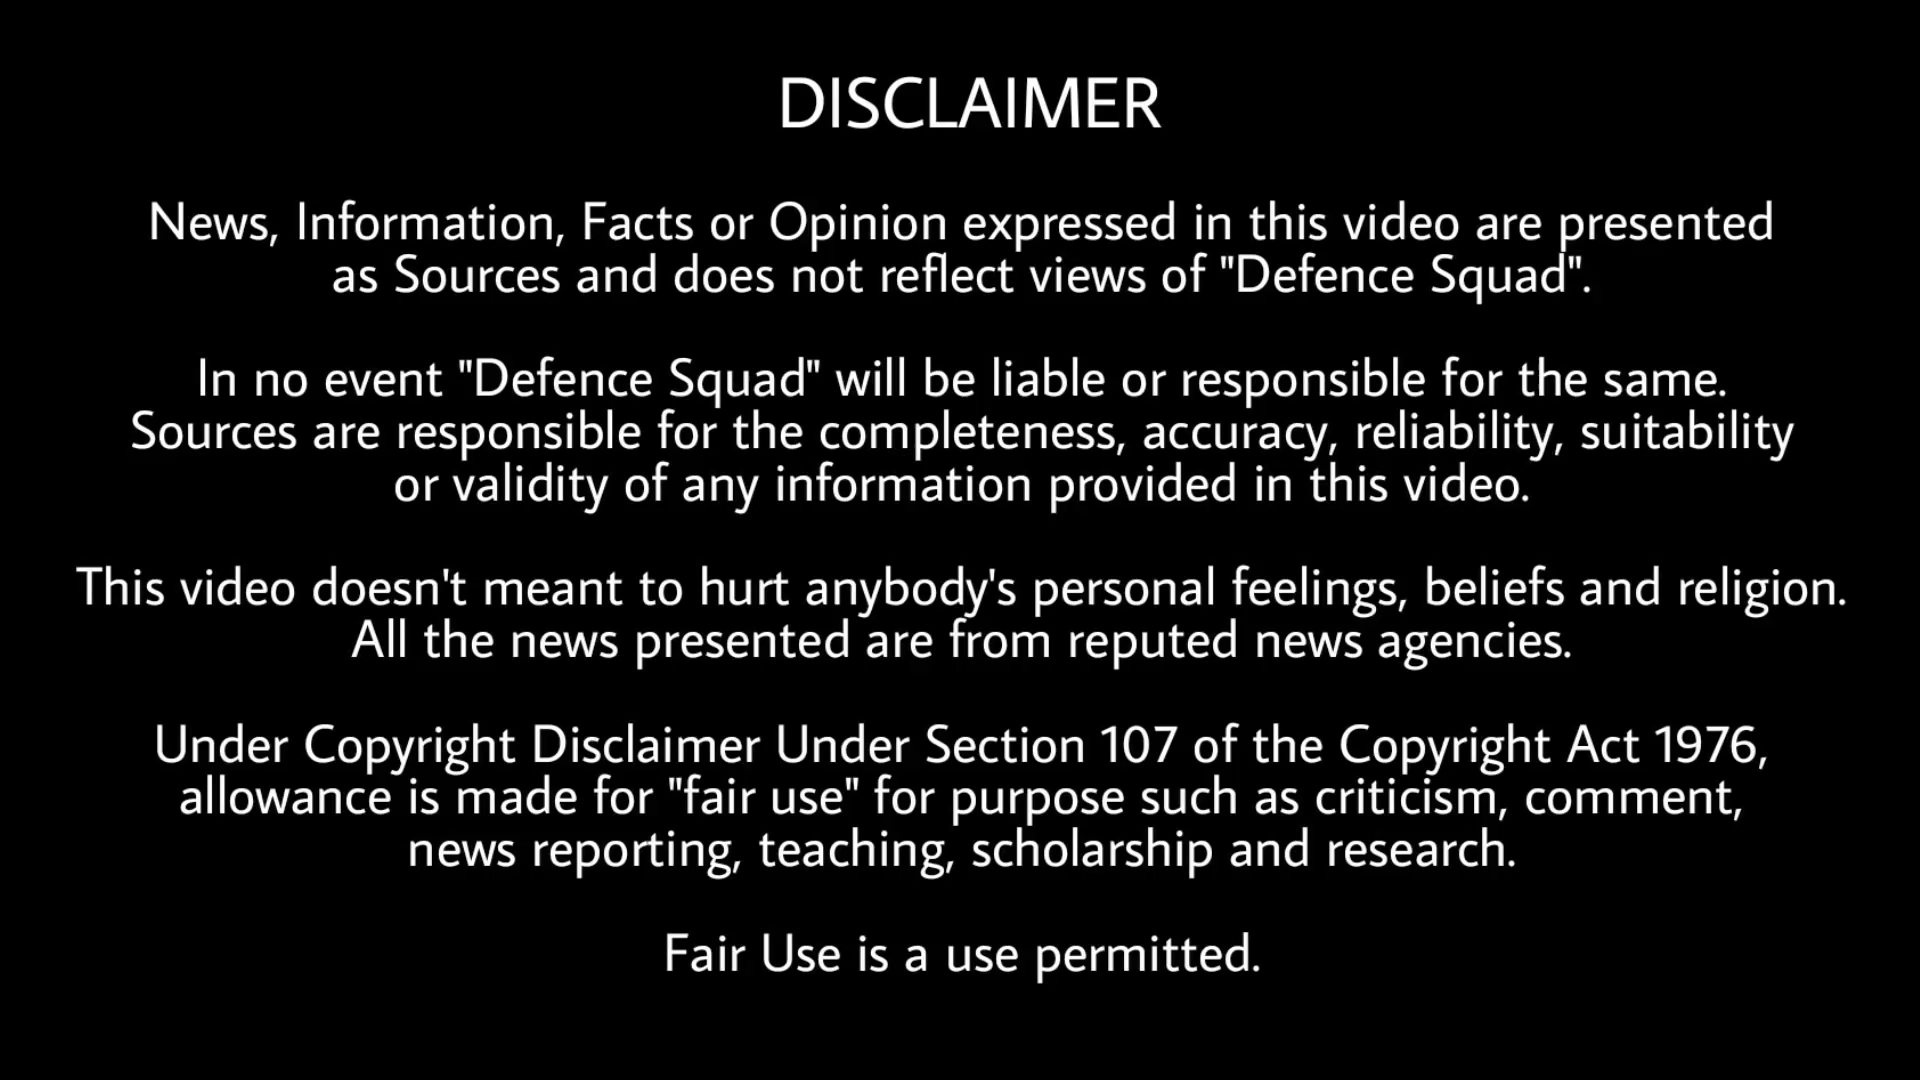 DISCLAIMER
News, Information, Facts or Opinion expressed in this video are presented
as Sources and does not reflect views of "Defence Squad".
In no event "Defence Squad" will be liable or responsible for the same.
Sources are responsible for the completeness, accuracy, reliability, suitability
or validity of any information provided in this video.
This video doesn't meant to hurt anybody's personal feelings, beliefs and religion.
All the news presented are from reputed news agencies.
Under Copyright Disclaimer Under Section 107 of the Copyright Act 1976,
allowance is made for "fair use" for purpose such as criticism, comment,
news reporting, teaching, scholarship and research.
Fair Use is a use permitted.